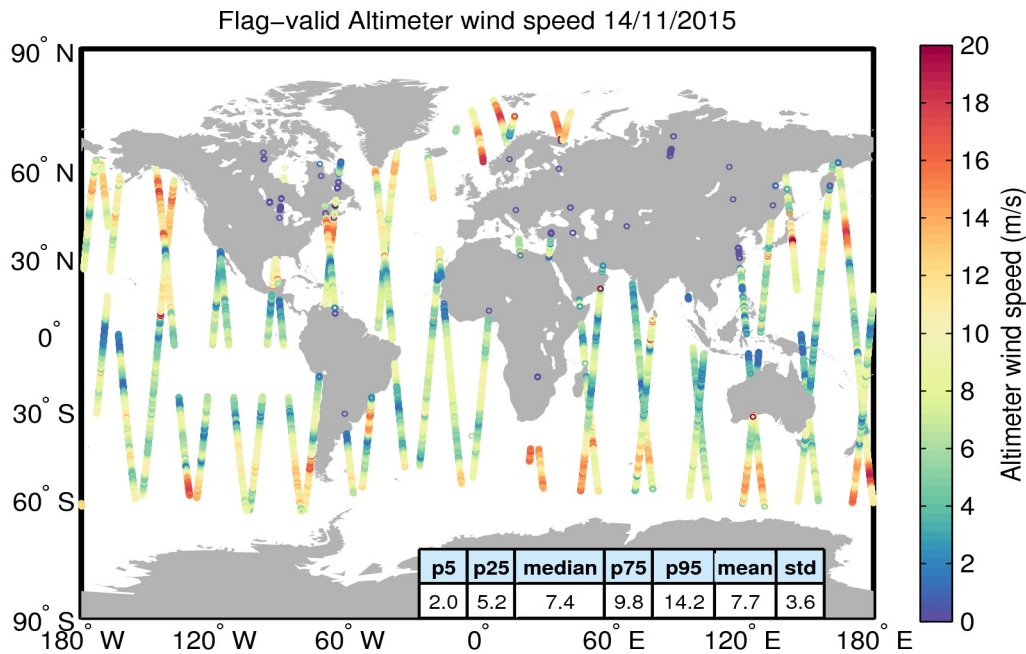 Flag−valid Altimeter wind speed 14/11/2015
90° N
60° N
30° N
0°
30° S
60° S
90° S
180° W
120° W
60° W
0°
60° E
120° E
180° E
p5 p25 median p75 p95 mean std
2.0 5.2 7.4 9.8 14.2 7.7 3.6
20
18
16
14
12
10
8
6
4
2
0
Altimeter wind speed (m/s)